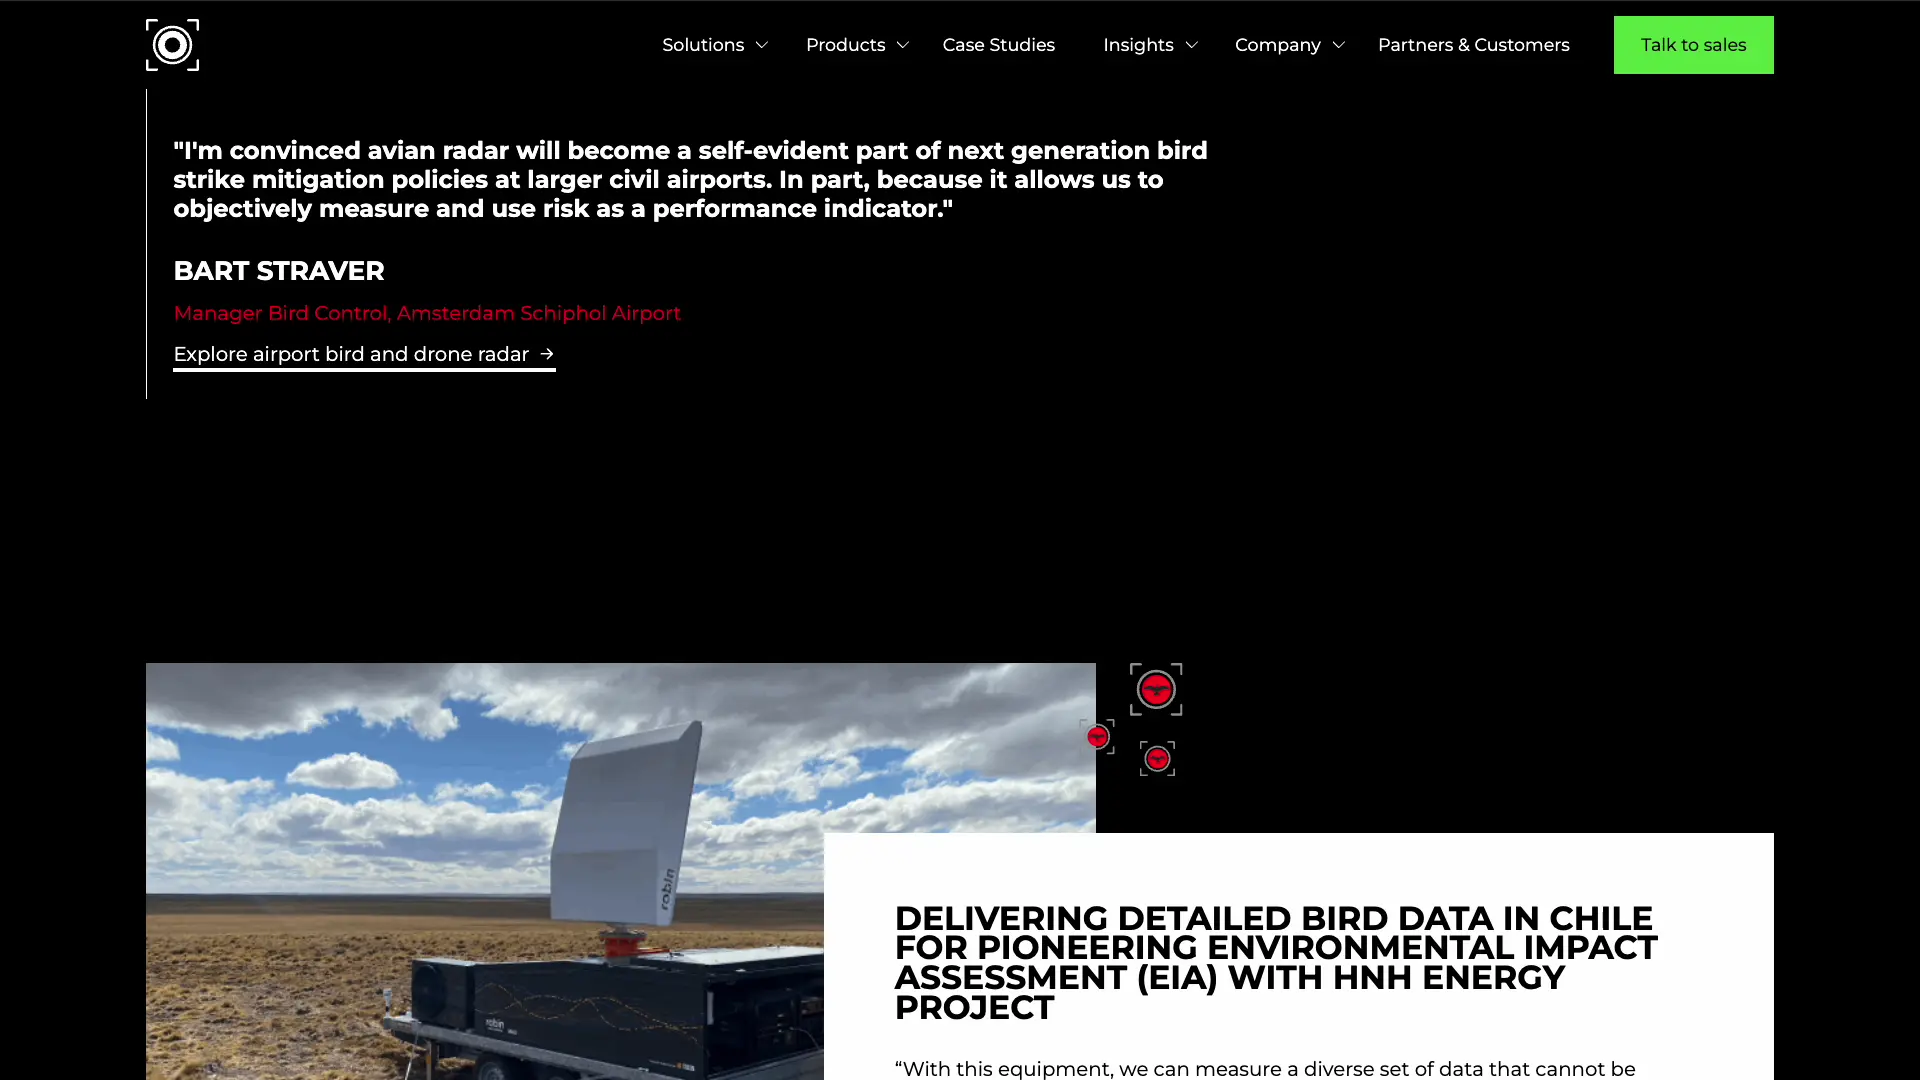 Solutions
Products
Case Studies
Insights
Company
Partners & Customers
Talk to sales
"I'm convinced avian radar will become a self-evident part of next generation bird
strike mitigation policies at larger civil airports. In part, because it allows us to
objectively measure and use risk as a performance indicator."
BART STRAVER
Manager Bird Control, Amsterdam Schiphol Airport
Explore airport bird and drone radar →
robin
robin
DELIVERING DETAILED BIRD DATA IN CHILE
FOR PIONEERING ENVIRONMENTAL IMPACT
ASSESSMENT (EIA) WITH HNH ENERGY
PROJECT
“With this equipment, we can measure a diverse set of data that cannot be